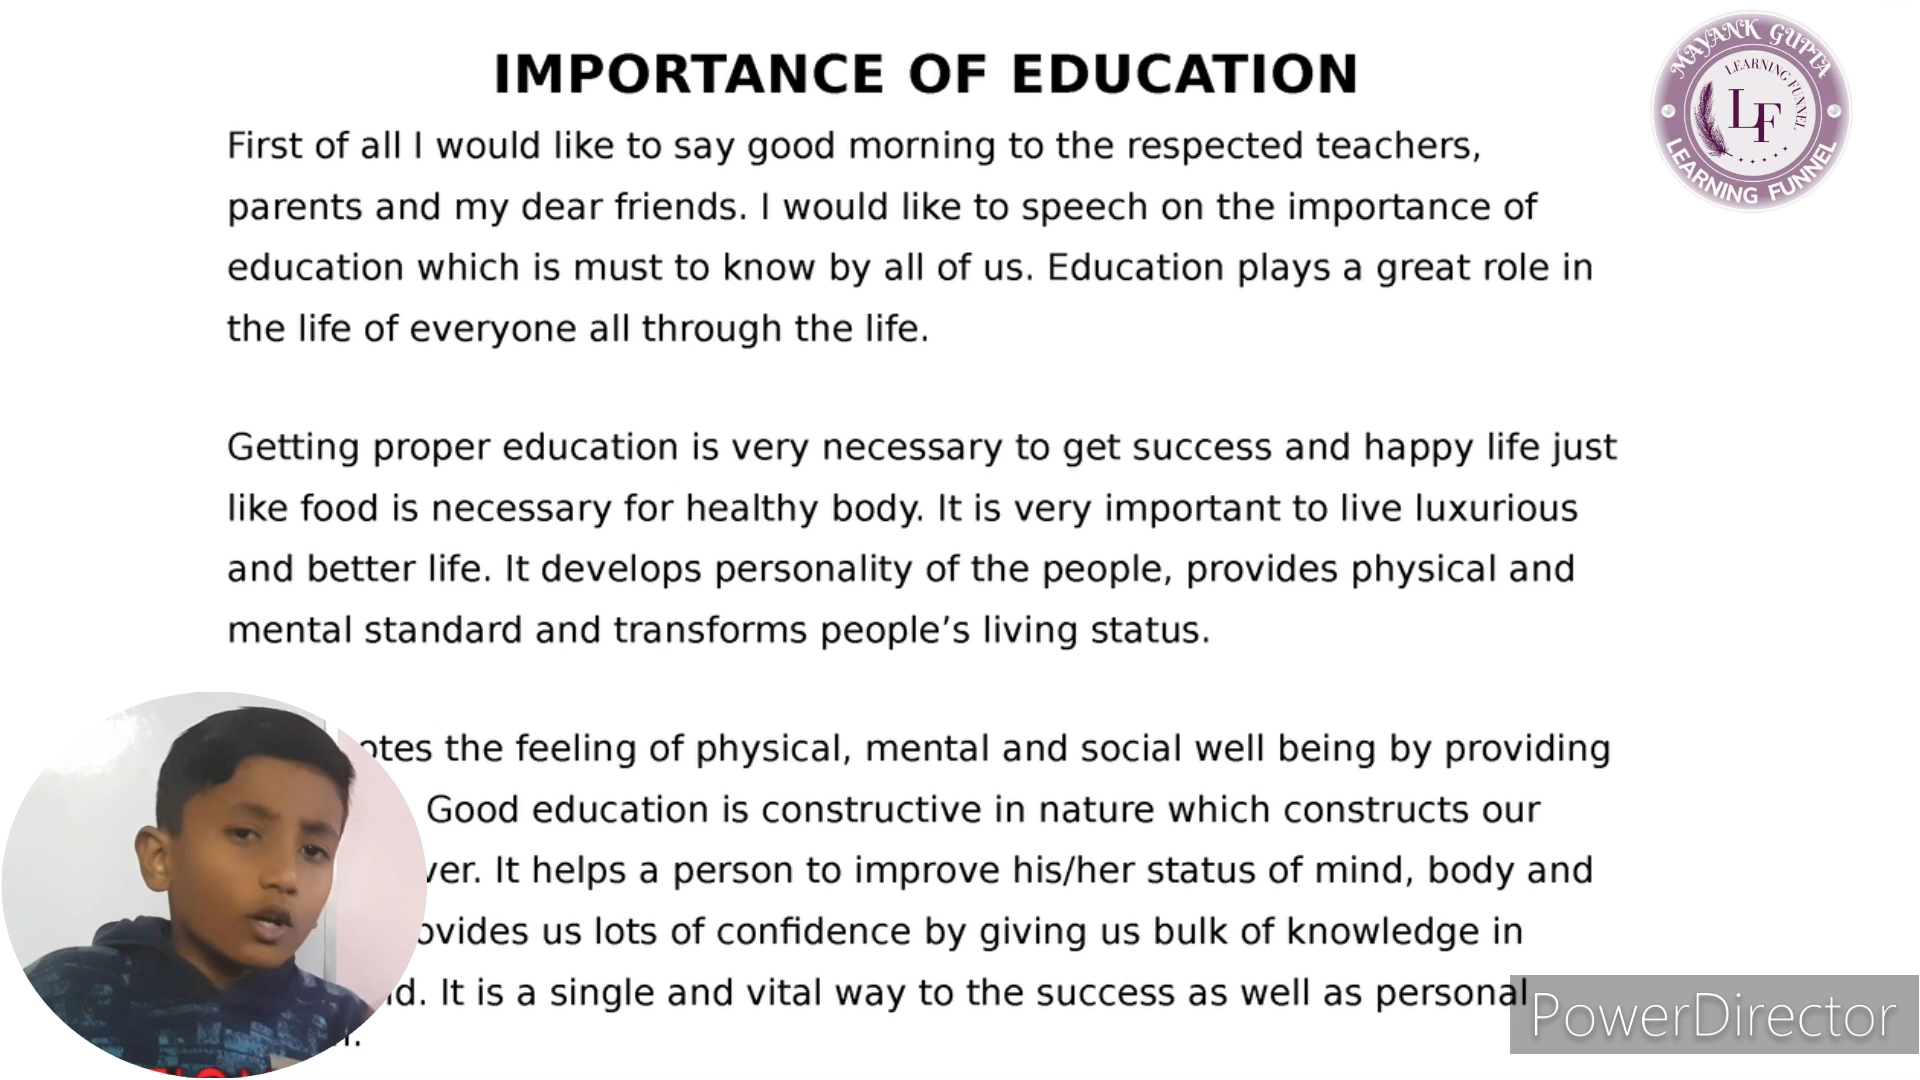 IMPORTANCE OF EDUCATION
First of all I would like to say good morning to the respected teachers,
parents and my dear friends. I would like to speech on the importance of
education which is must to know by all of us. Education plays a great role in
the life of everyone all through the life.
Getting proper education is very necessary to get success and happy life just
like food is necessary for healthy body. It is very important to live luxurious
and better life. It develops personality of the people, provides physical and
mental standard and transforms people’s living status.
the feeling of physical, mental and social well being by providing
Good education is constructive in nature which constructs our
It helps a person to improve his/her status of mind, body and
us lots of confidence by giving us bulk of knowledge in
It is a single and vital way to the success as well as personal
MAYANK GUPTA
LEARNING FUNNEL
LF
LEARNING FUNNEL
PowerDirector